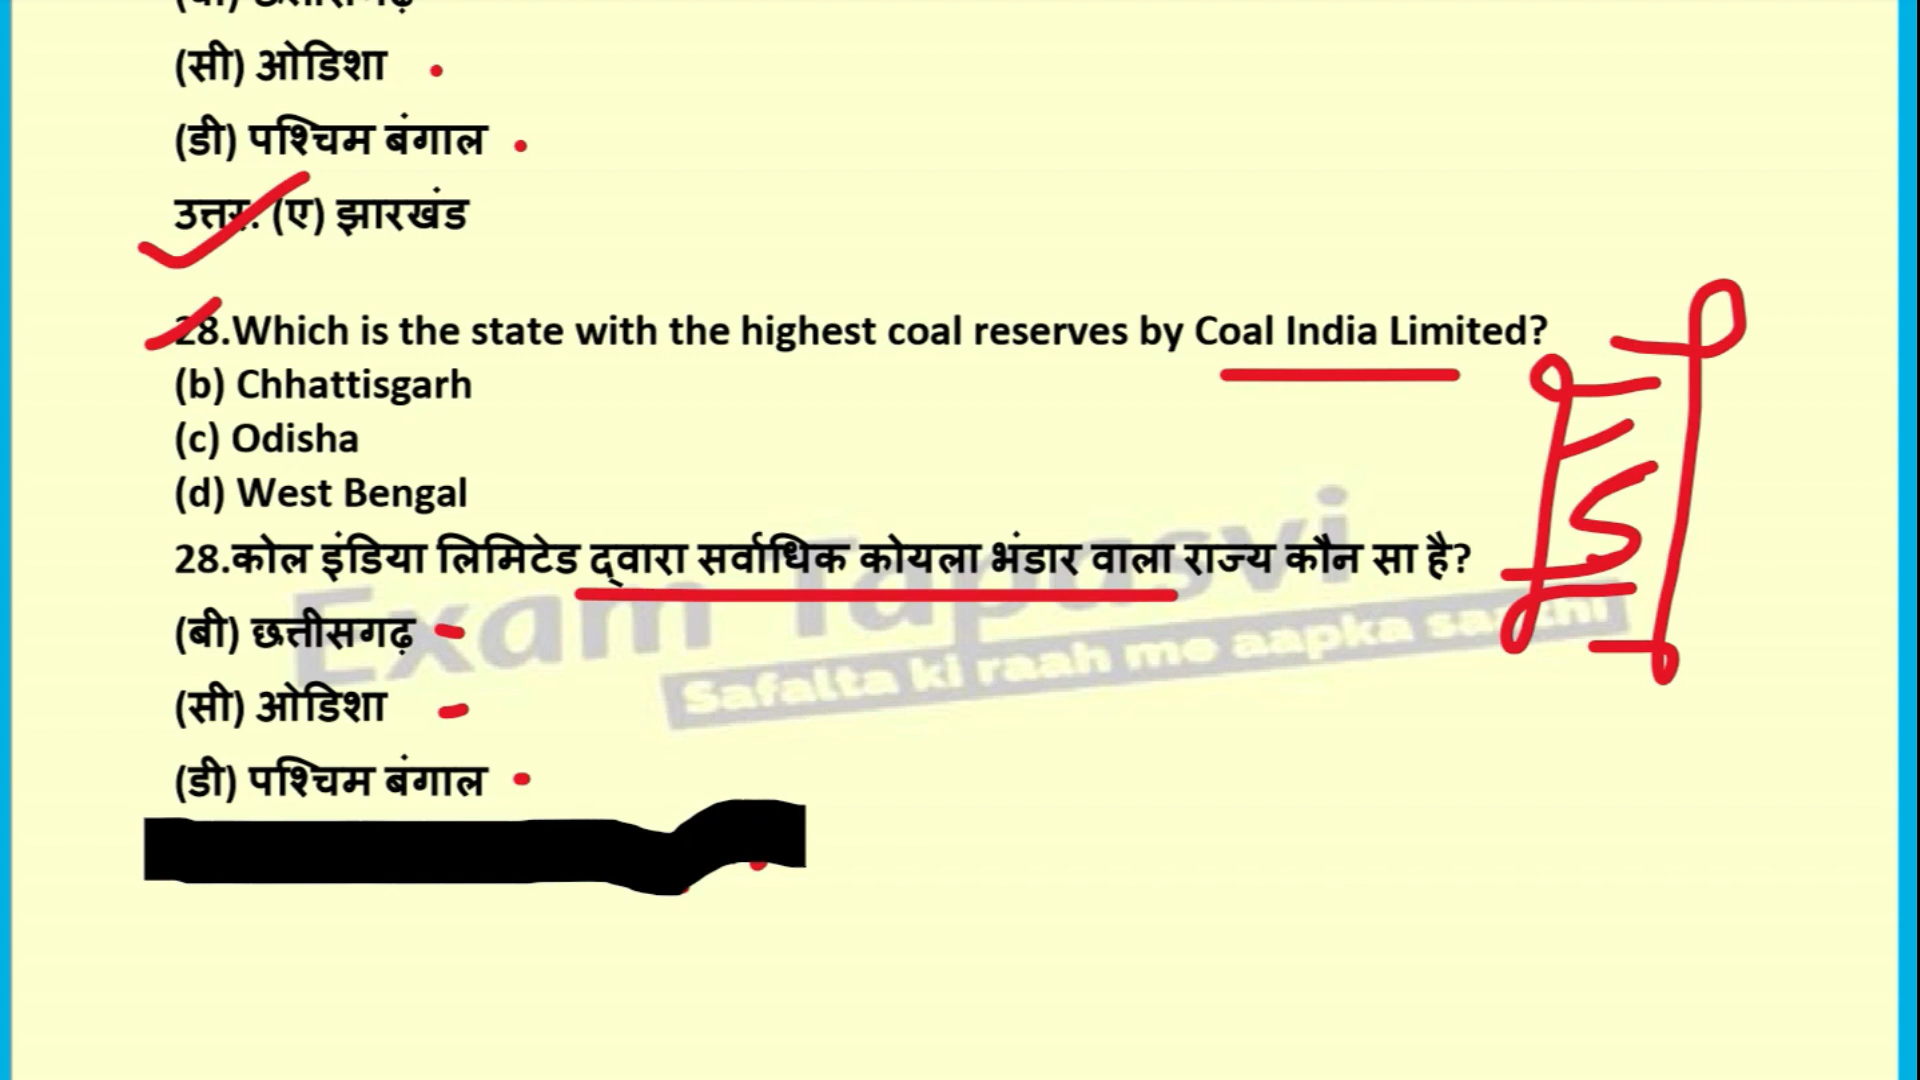 (सी) ओडिशा
(डी) पश्चिम बंगाल
उत्तर: (ए) झारखंड
28.Which is the state with the highest coal reserves by Coal India Limited?
(b) Chhattisgarh
(c) Odisha
(d) West Bengal
28.कोल इंडिया लिमिटेड द्वारा सर्वाधिक कोयला भंडार वाला राज्य कौन सा है?
(बी) छत्तीसगढ़
(सी) ओडिशा
(डी) पश्चिम बंगाल
Exam Tapasvi
Safalta ki raah me aapka saathi